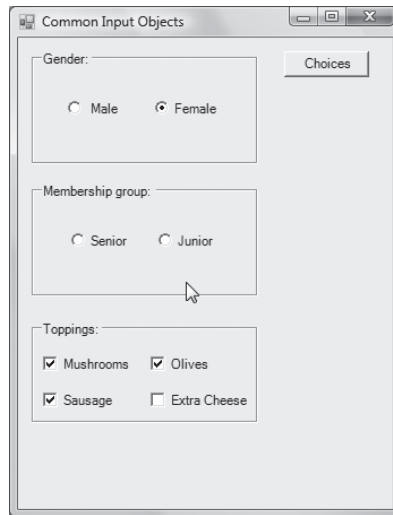 Common Input Objects
Gender:
Choices
Male Female
Membership group:
Senior Junior
Toppings:
Mushrooms Olives
Sausage Extra Cheese